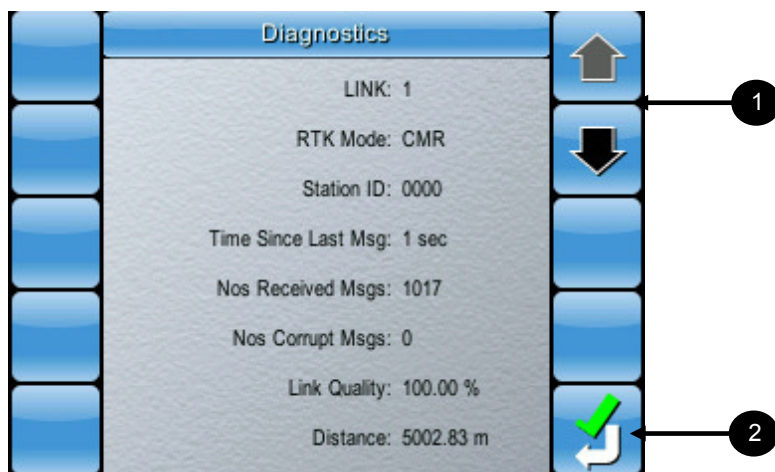 Diagnostics
LINK: 1
RTK Mode: CMR
Station ID: 0000
Time Since Last Msg: 1 sec
Nos Received Msgs: 1017
Nos Corrupt Msgs: 0
Link Quality: 100.00 %
Distance: 5002.83 m
1
2